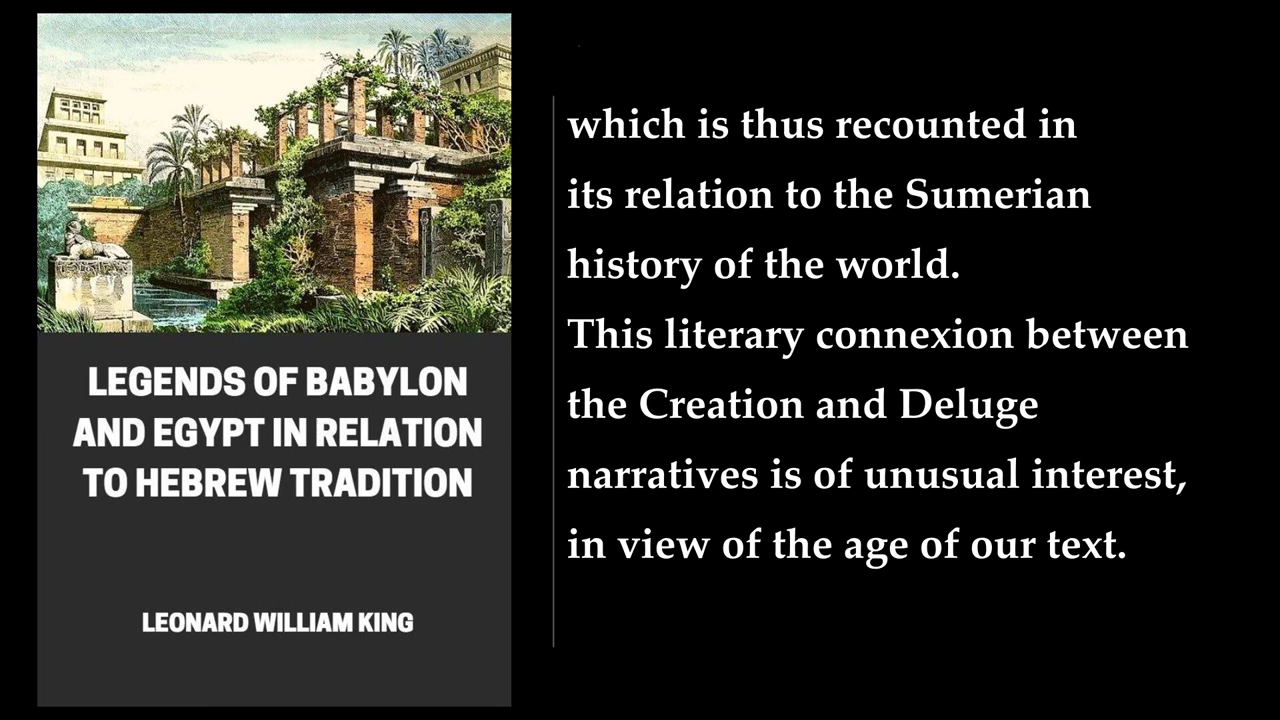 LEGENDS OF BABYLON
AND EGYPT IN RELATION
TO HEBREW TRADITION
LEONARD WILLIAM KING
which is thus recounted in
its relation to the Sumerian
history of the world.
This literary connexion between
the Creation and Deluge
narratives is of unusual interest,
in view of the age of our text.